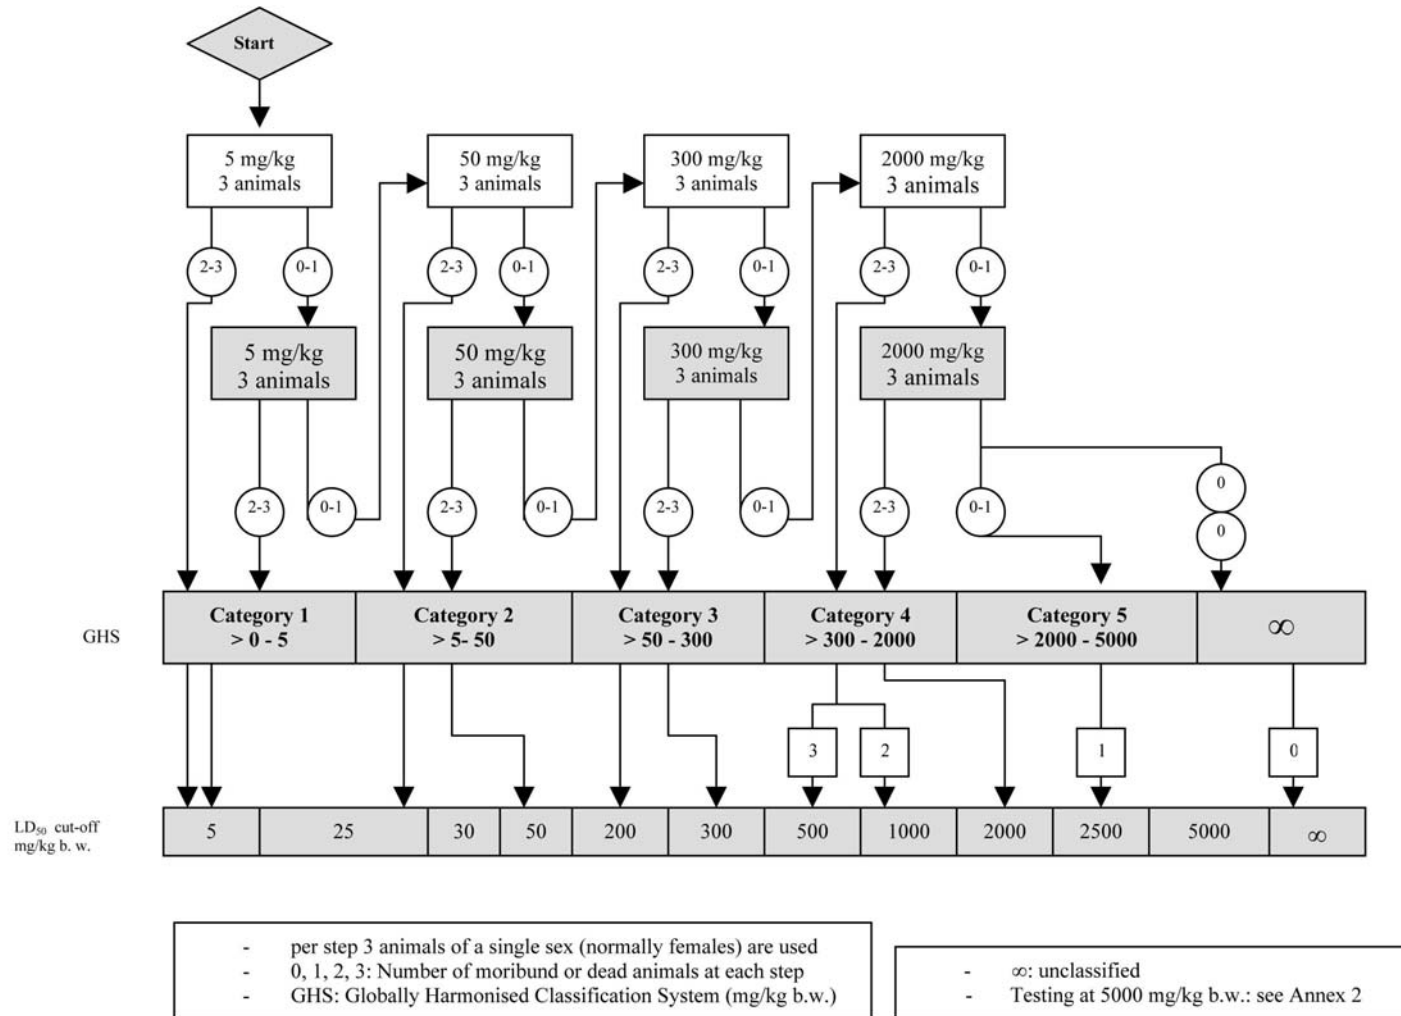 Start
5 mg/kg
3 animals
50 mg/kg
3 animals
300 mg/kg
3 animals
2000 mg/kg
3 animals
2-3
0-1
2-3
0-1
2-3
0-1
2-3
0-1
5 mg/kg
3 animals
50 mg/kg
3 animals
300 mg/kg
3 animals
2000 mg/kg
3 animals
2-3
0-1
2-3
0-1
2-3
0-1
2-3
0-1
0
0
GHS
Category 1
> 0 - 5
Category 2
> 5- 50
Category 3
> 50 - 300
Category 4
> 300 - 2000
Category 5
> 2000 - 5000
∞
3
2
1
0
LD₅₀ cut-off
mg/kg b. w.
5
25
30
50
200
300
500
1000
2000
2500
5000
∞
- per step 3 animals of a single sex (normally females) are used
- 0, 1, 2, 3: Number of moribund or dead animals at each step
- GHS: Globally Harmonised Classification System (mg/kg b.w.)
- ∞: unclassified
- Testing at 5000 mg/kg b.w.: see Annex 2